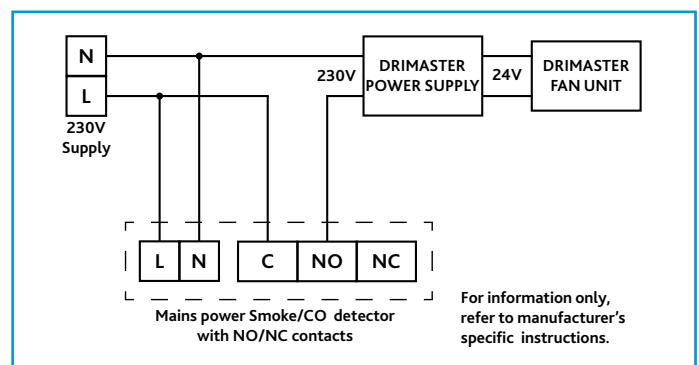 N
L
230V
Supply
230V
DRIMASTER
POWER SUPPLY
24V
DRIMASTER
FAN UNIT
L
N
C
NO
NC
Mains power Smoke/CO detector
with NO/NC contacts
For information only,
refer to manufacturer's
specific instructions.